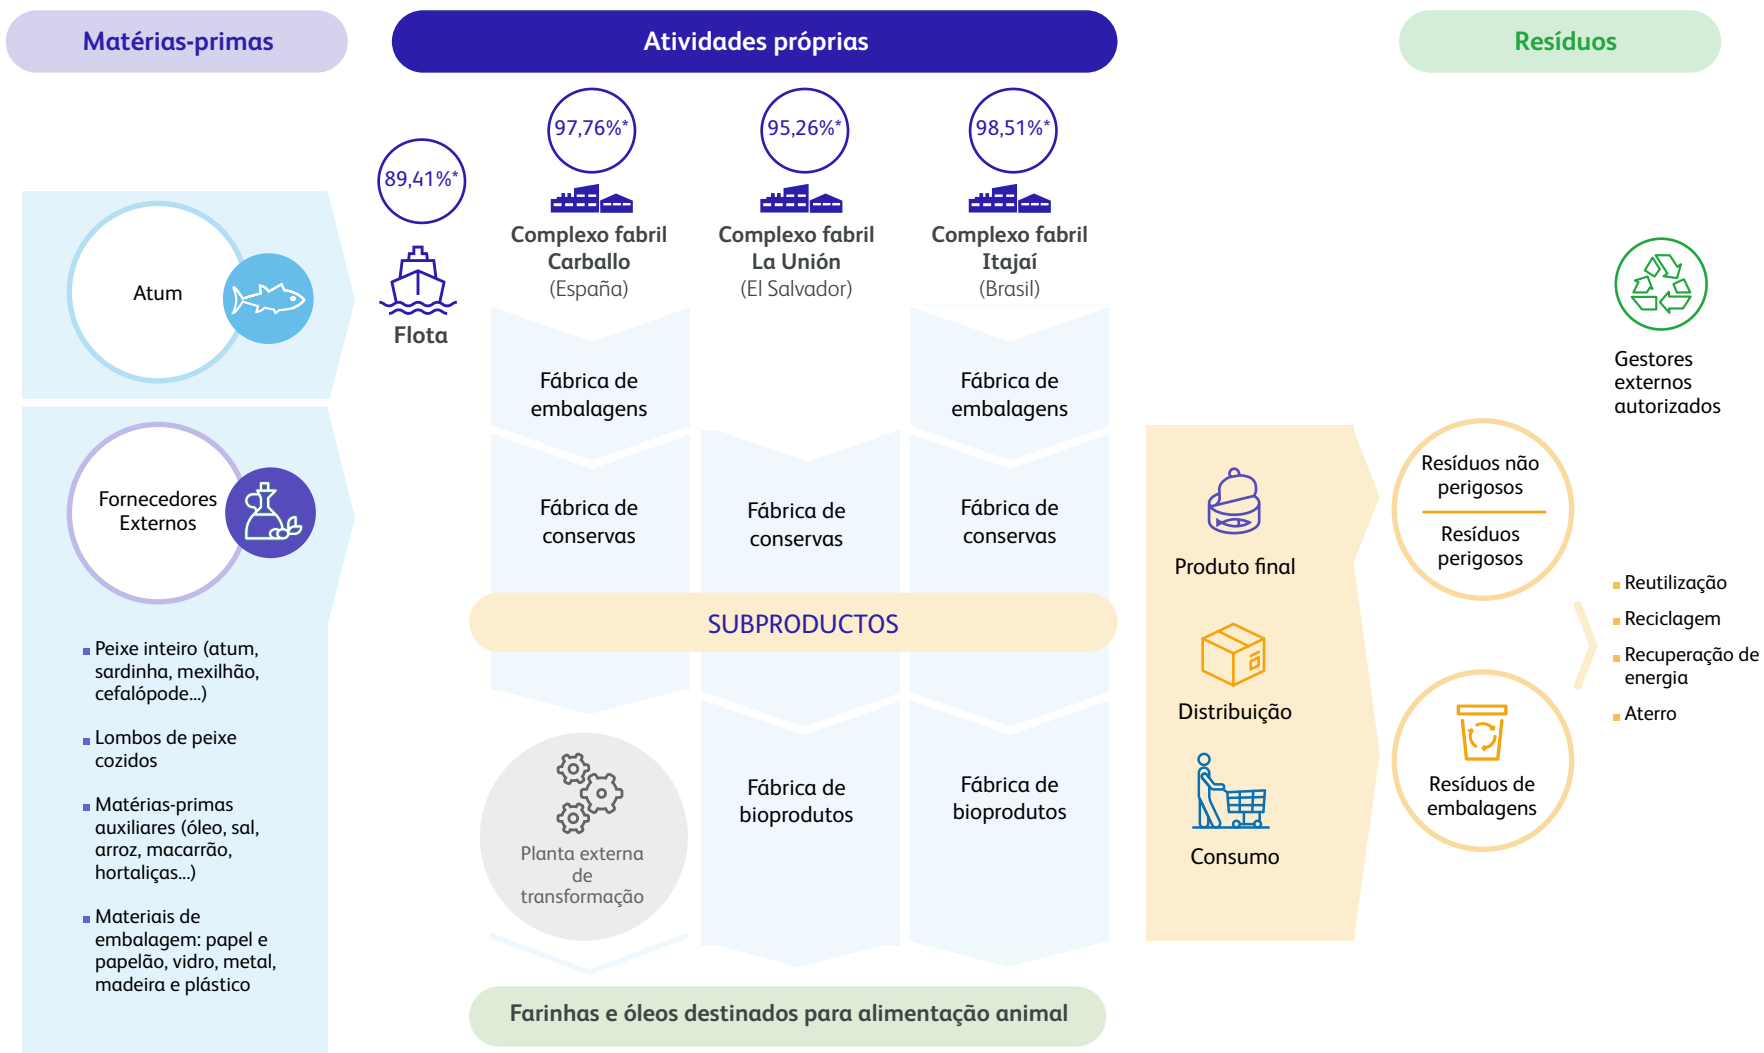 Matérias-primas
Atividades próprias
Resíduos
Atum
Fornecedores
Externos
Peixe inteiro (atum,
sardinha, mexilhão,
cefalópode...)
Lombos de peixe
cozidos
Matérias-primas
auxiliares (óleo, sal,
arroz, macarrão,
hortaliças...)
Materiais de
embalagem: papel e
papelão, vidro, metal,
madeira e plástico
89,41%*
Flota
97,76%*
Complexo fabril
Carballo
(España)
95,26%*
Complexo fabril
La Unión
(El Salvador)
98,51%*
Complexo fabril
Itajaí
(Brasil)
Fábrica de
embalagens
Fábrica de
embalagens
Fábrica de
conservas
Fábrica de
conservas
Fábrica de
conservas
SUBPRODUCTOS
Planta externa
de
transformação
Fábrica de
bioprodutos
Fábrica de
bioprodutos
Farinhas e óleos destinados para alimentação animal
Produto final
Distribuição
Consumo
Resíduos não
perigosos
Resíduos
perigosos
Resíduos de
embalagens
Gestores
externos
autorizados
Reutilização
Reciclagem
Recuperação de
energia
Aterro